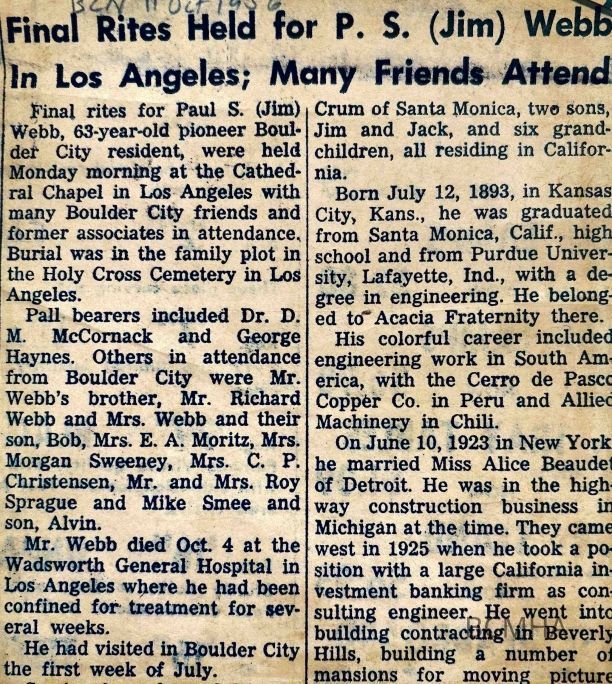 BCN 11 Oct 1956
Final Rites Held for P. S. (Jim) Webb
In Los Angeles; Many Friends Attend
Final rites for Paul S. (Jim)
Webb, 63-year-old pioneer Boul-
der City resident, were held
Monday morning at the Cathed-
ral Chapel in Los Angeles with
many Boulder City friends and
former associates in attendance.
Burial was in the family plot in
the Holy Cross Cemetery in Los
Angeles.
Pall bearers included Dr. D.
M. McCornack and George
Haynes. Others in attendance
from Boulder City were Mr.
Webb's brother, Mr. Richard
Webb and Mrs. Webb and their
son, Bob, Mrs. E. A. Moritz, Mrs.
Morgan Sweeney, Mrs. C. P.
Christensen, Mr. and Mrs. Roy
Sprague and Mike Smee and
son, Alvin.
Mr. Webb died Oct. 4 at the
Wadsworth General Hospital in
Los Angeles where he had been
confined for treatment for sev-
eral weeks.
He had visited in Boulder City
the first week of July.
Crum of Santa Monica, two sons,
Jim and Jack, and six grand-
children, all residing in Califor-
nia.
Born July 12, 1893, in Kansas
City, Kans., he was graduated
from Santa Monica, Calif., high
school and from Purdue Univer-
sity, Lafayette, Ind., with a de-
gree in engineering. He belong-
ed to Acacia Fraternity there.
His colorful career included
engineering work in South Am-
erica, with the Cerro de Pasco
Copper Co. in Peru and Allied
Machinery in Chili.
On June 10, 1923 in New York
he married Miss Alice Beaudet
of Detroit. He was in the high-
way construction business in
Michigan at the time. They came
west in 1925 when he took a po-
sition with a large California in-
vestment banking firm as con-
sulting engineer. He went into
building contracting in Beverly
Hills, building a number of
mansions for moving picture
BCMHA